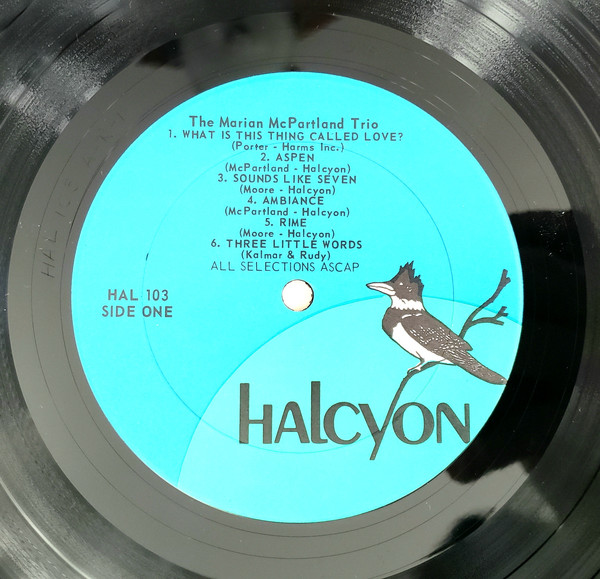 The Marian McPartland Trio
1. WHAT IS THIS THING CALLED LOVE?
(Porter - Harms Inc.)
2. ASPEN
(McPartland - Halcyon)
3. SOUNDS LIKE SEVEN
(Moore - Halcyon)
4. AMBIANCE
(McPartland - Halcyon)
5. RIME
(Moore - Halcyon)
6. THREE LITTLE WORDS
(Kalmar & Rudy)
ALL SELECTIONS ASCAP
HAL 103
SIDE ONE
HALCYON